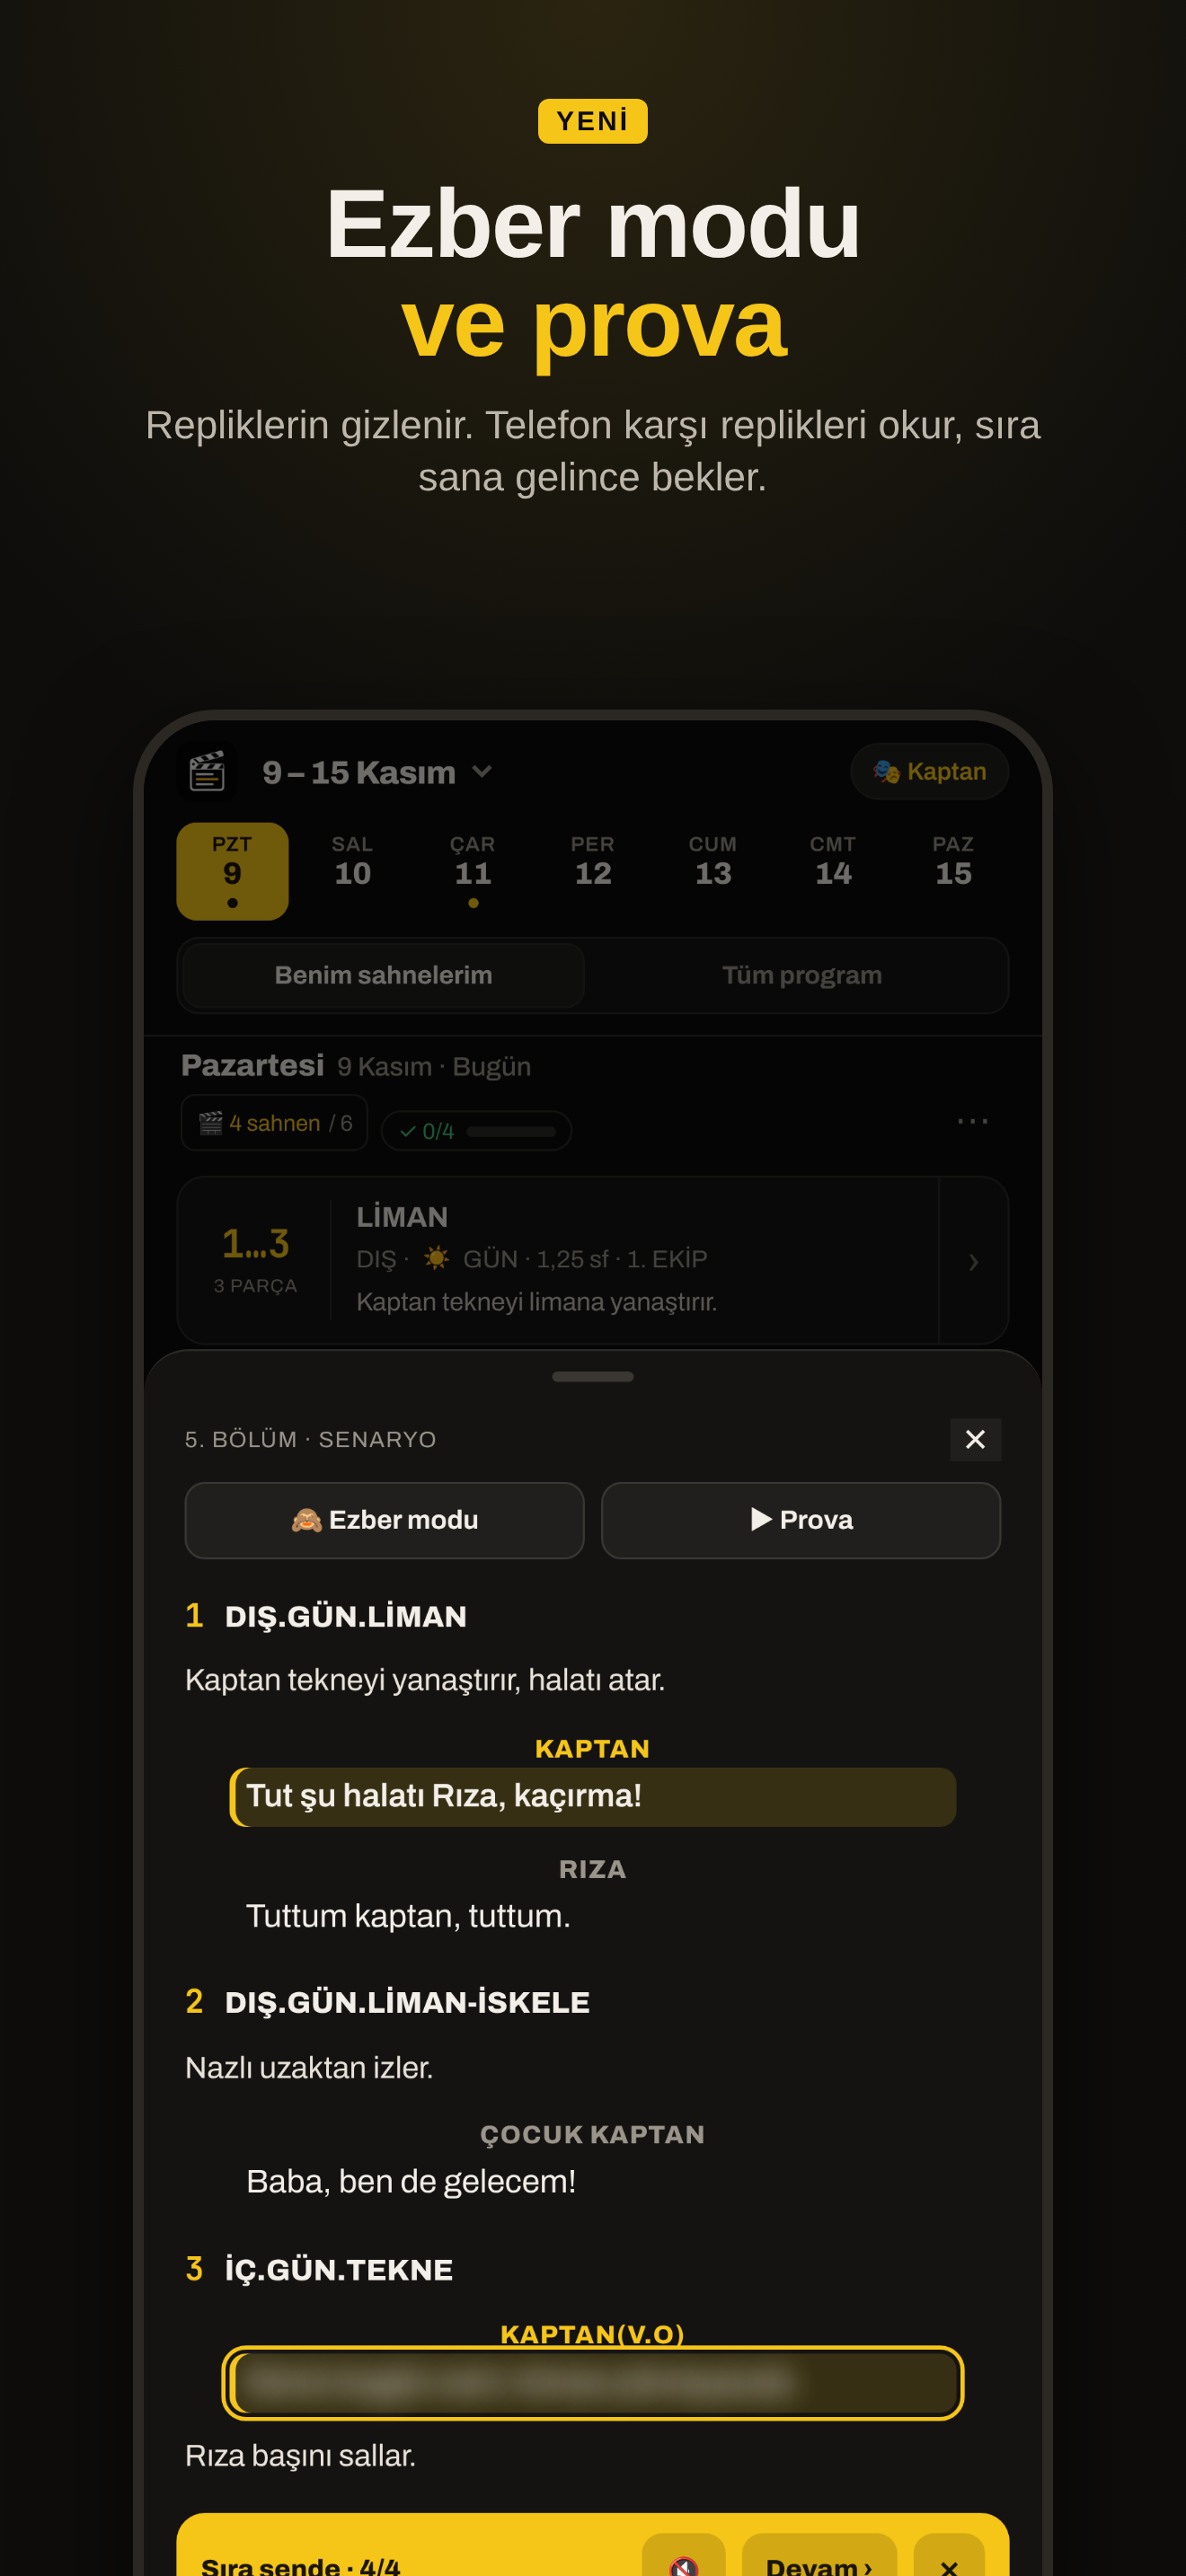 YENİ
Ezber modu
ve prova
Repliklerin gizlenir. Telefon karşı replikleri okur, sıra
sana gelince bekler.
9 – 15 Kasım
Kaptan
PZT SAL ÇAR PER CUM CMT PAZ
9 10 11 12 13 14 15
Benim sahnelerim Tüm program
Pazartesi 9 Kasım · Bugün
4 sahnen / 6 ✓ 0/4 ...
LİMAN
1...3 DIŞ · ☀️ GÜN · 1,25 sf · 1. EKİP
3 PARÇA Kaptan tekneyi limana yanaştırır.
5. BÖLÜM · SENARYO ✕
🙈 Ezber modu ▶ Prova
1 DIŞ.GÜN.LİMAN
Kaptan tekneyi yanaştırır, halatı atar.
KAPTAN
Tut şu halatı Rıza, kaçırma!
RIZA
Tuttum kaptan, tuttum.
2 DIŞ.GÜN.LİMAN-İSKELE
Nazlı uzaktan izler.
ÇOCUK KAPTAN
Baba, ben de gelecem!
3 İÇ.GÜN.TEKNE
KAPTAN(V.O)
Rıza başını sallar.
Sıra sende · 4/4 🔇 Devam › ✕